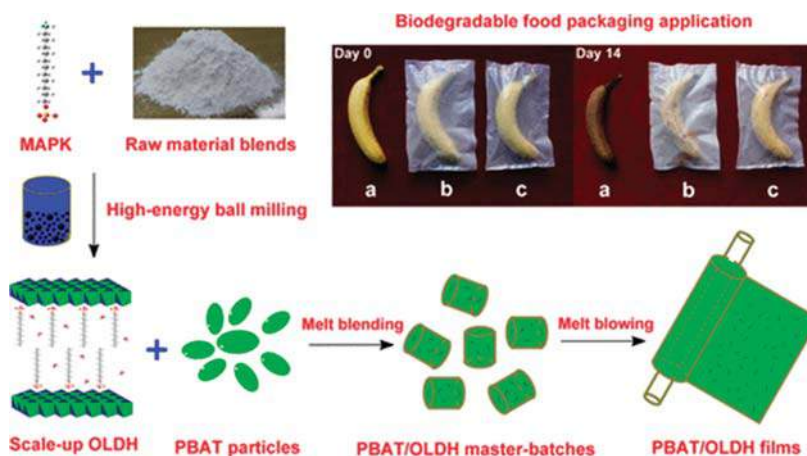 Biodegradable food packaging application
Day 0
Day 14
a
b
c
a
b
c
MAPK
Raw material blends
High-energy ball milling
Melt blending
Melt blowing
Scale-up OLDH
PBAT particles
PBAT/OLDH master-batches
PBAT/OLDH films